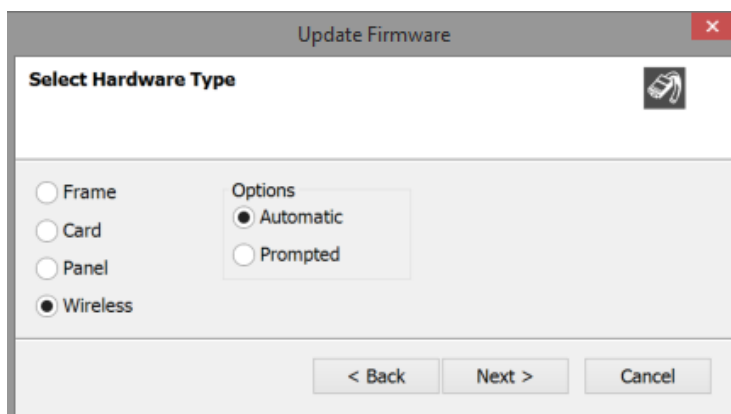 Update Firmware
Select Hardware Type
Frame
Card
Panel
Wireless
Options
Automatic
Prompted
< Back
Next >
Cancel